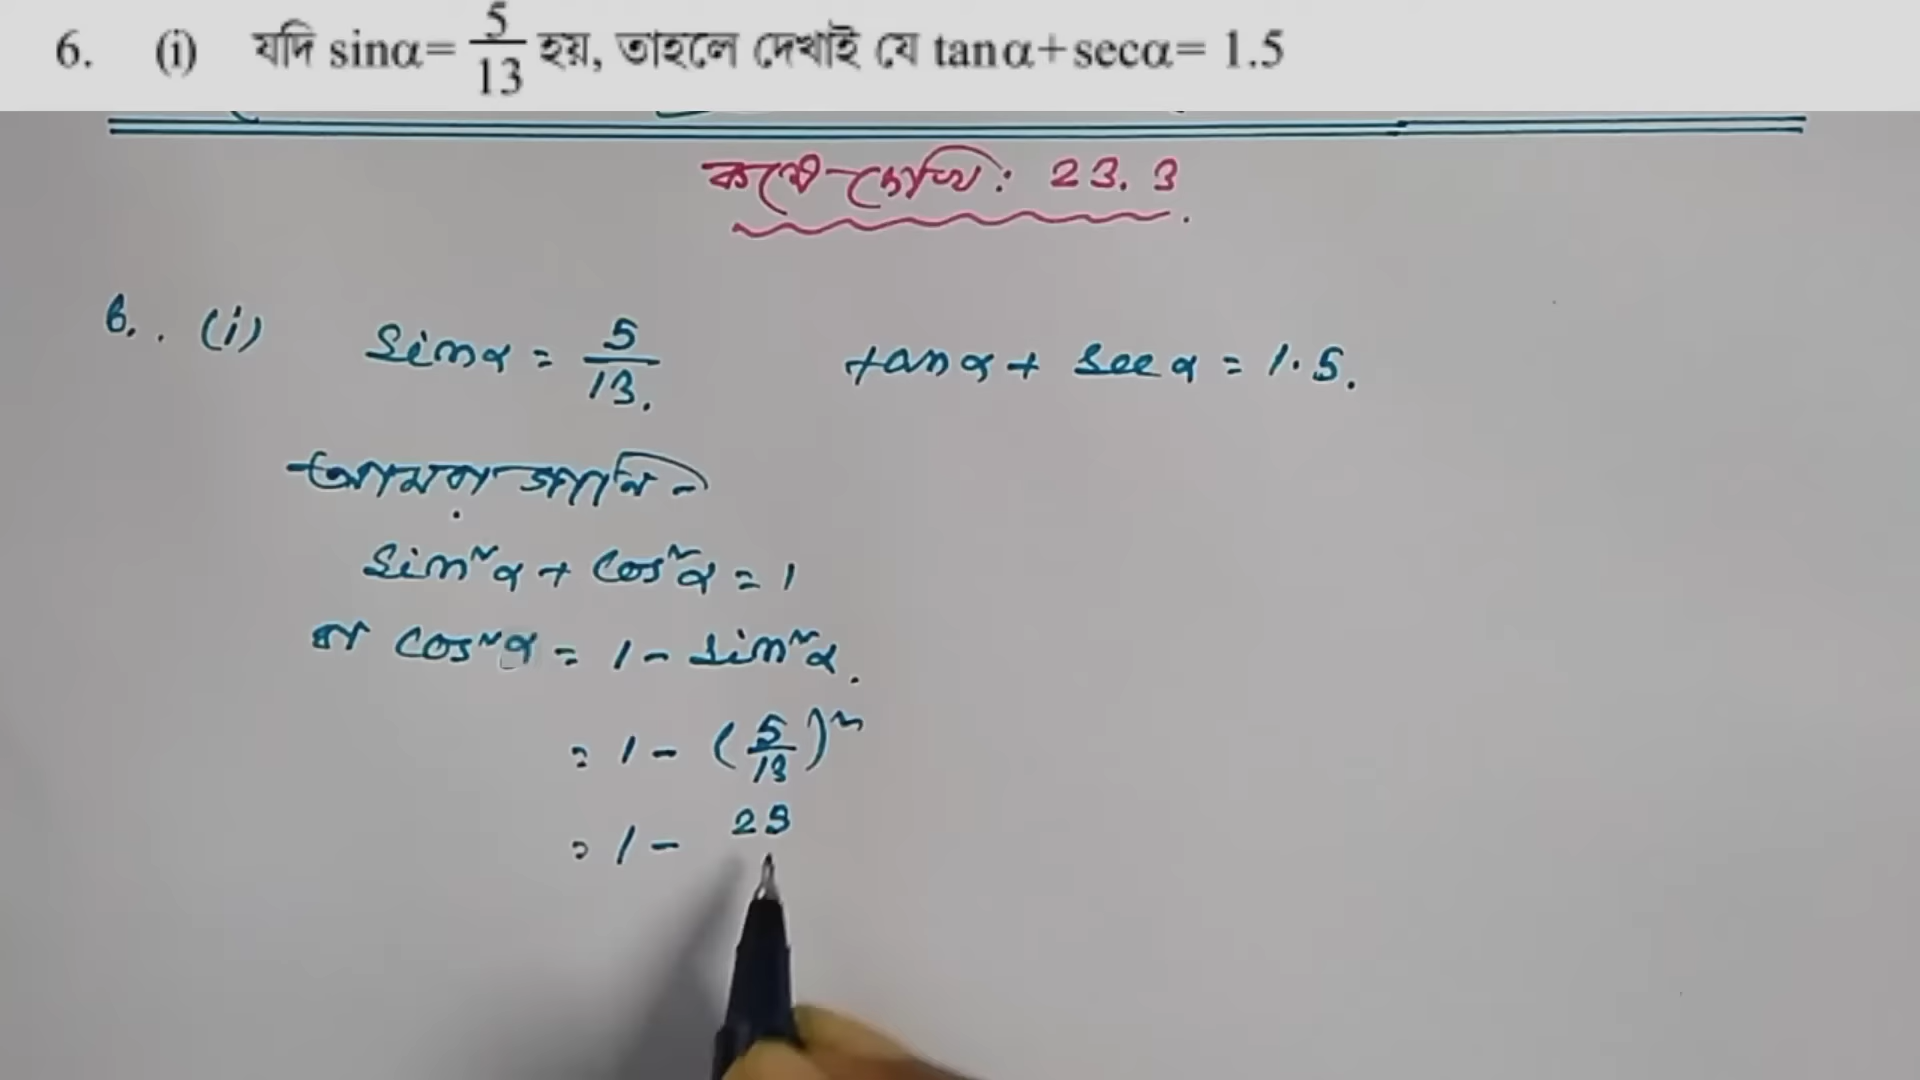 6. (i) যদি sinα= 5/13 হয়, তাহলে দেখাই যে tanα+secα= 1.5
কষে-দেখি: 23.3
6. (i) sinα = 5/13. tanα + secα = 1.5.
আমরা জানি -
sin²α + cos²α = 1
বা cos²α = 1 - sin²α.
= 1 - (5/13)²
= 1 - 25